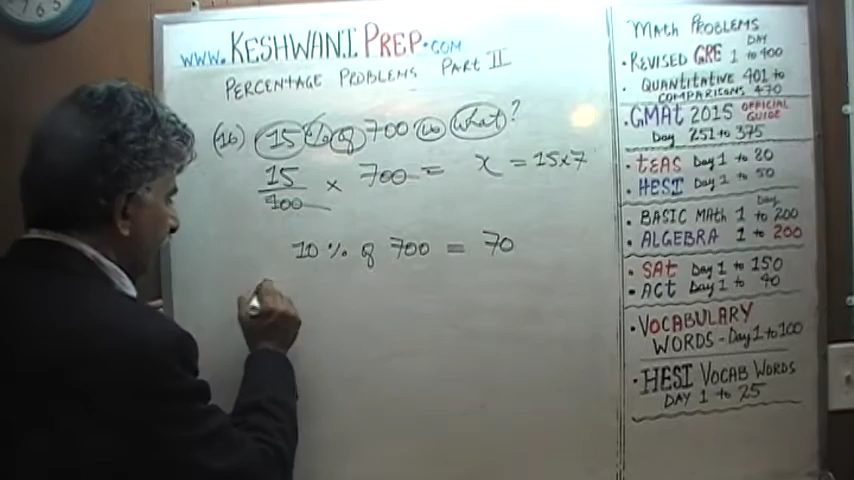 www.KESHWANI PREP.COM
PERCENTAGE PROBLEMS PART II
(16) 15 % of 700 is what?
15/100 × 700 = x = 15×7
10 % of 700 = 70
MATH PROBLEMS
DAY
• REVISED GRE 1 to 400
• QUANTITATIVE 401 to
COMPARISONS 470
• GMAT 2015 OFFICIAL GUIDE
Day 251 to 375
• TEAS Day 1 to 20
• HESI Day 1 to 50
Day
• BASIC MATH 1 to 200
• ALGEBRA 1 to 200
• SAt Day 1 to 150
• ACt Day 1 to 40
• VOCABULARY
WORDS - Day 1 to 100
• HESI VOCAB WORDS
DAY 1 to 25